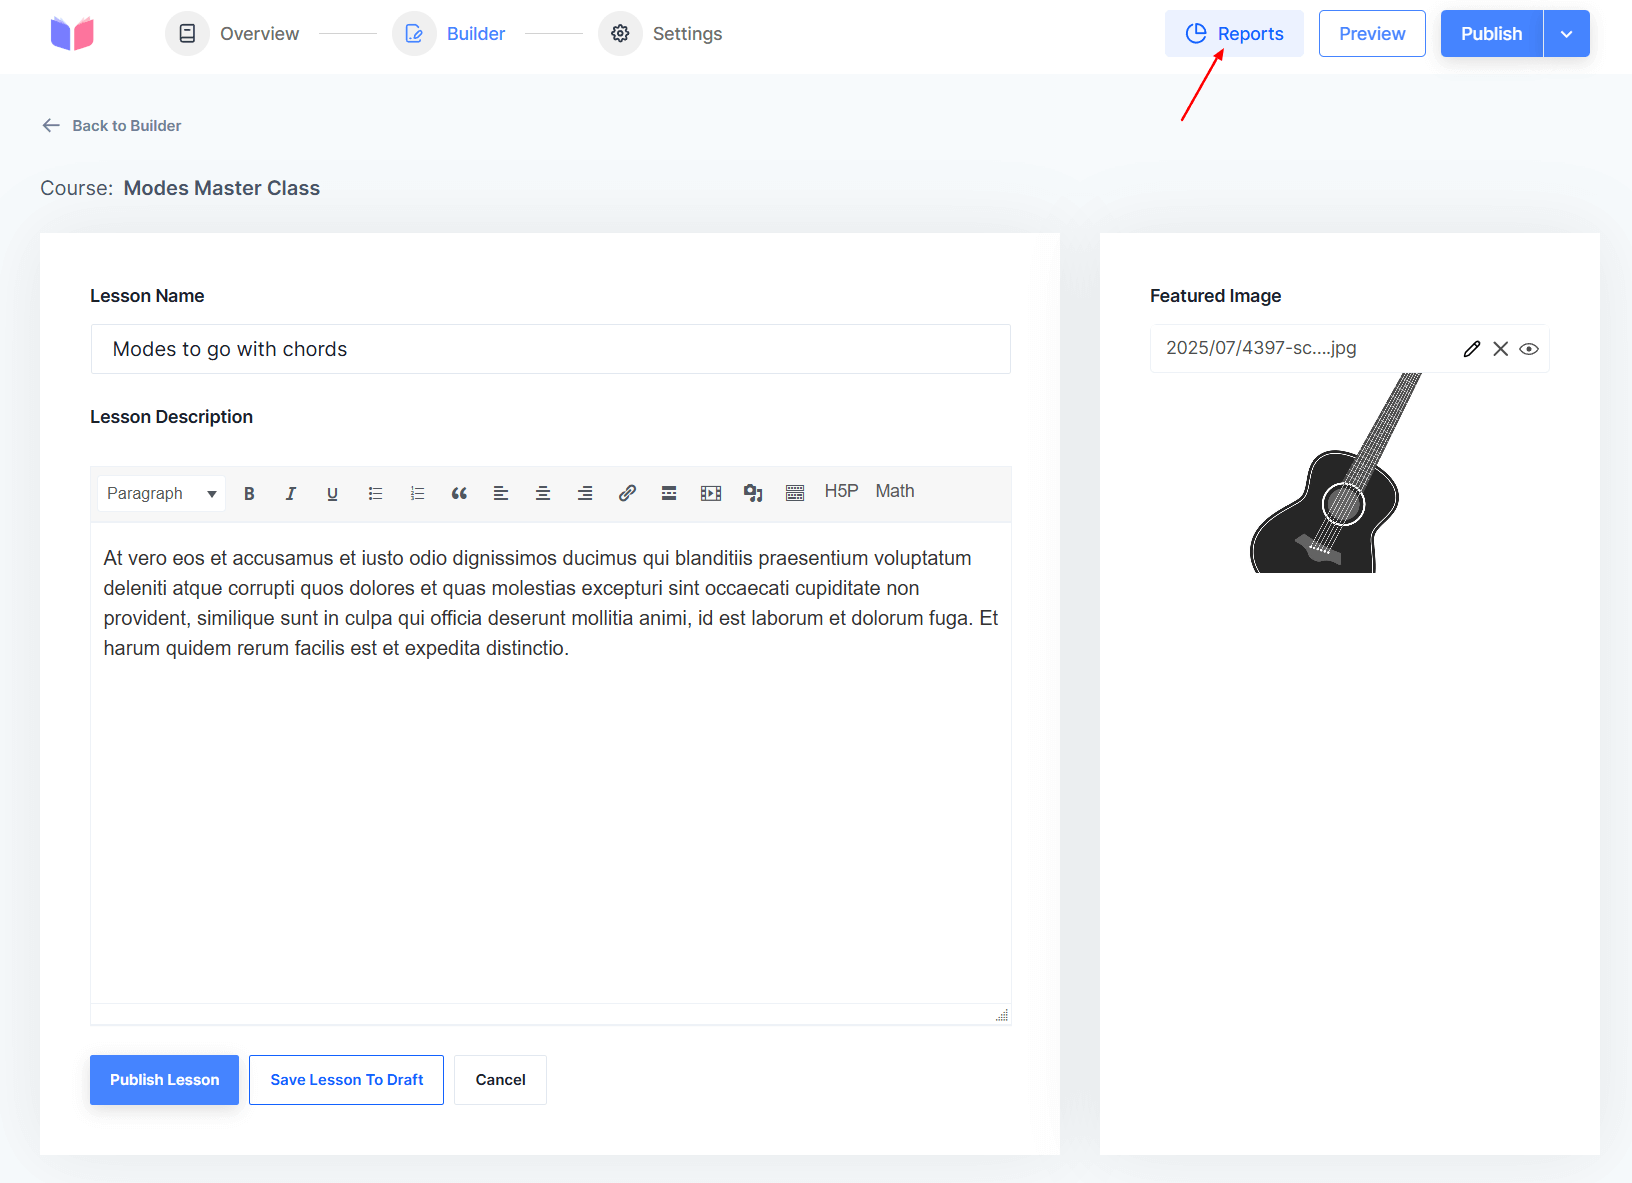 Overview
Builder
Settings
Reports
Preview
Publish
Back to Builder
Course: Modes Master Class
Lesson Name
Modes to go with chords
Lesson Description
Paragraph
B
I
U
H5P
Math
At vero eos et accusamus et iusto odio dignissimos ducimus qui blanditiis praesentium voluptatum
deleniti atque corrupti quos dolores et quas molestias excepturi sint occaecati cupiditate non
provident, similique sunt in culpa qui officia deserunt mollitia animi, id est laborum et dolorum fuga. Et
harum quidem rerum facilis est et expedita distinctio.
Publish Lesson
Save Lesson To Draft
Cancel
Featured Image
2025/07/4397-sc....jpg